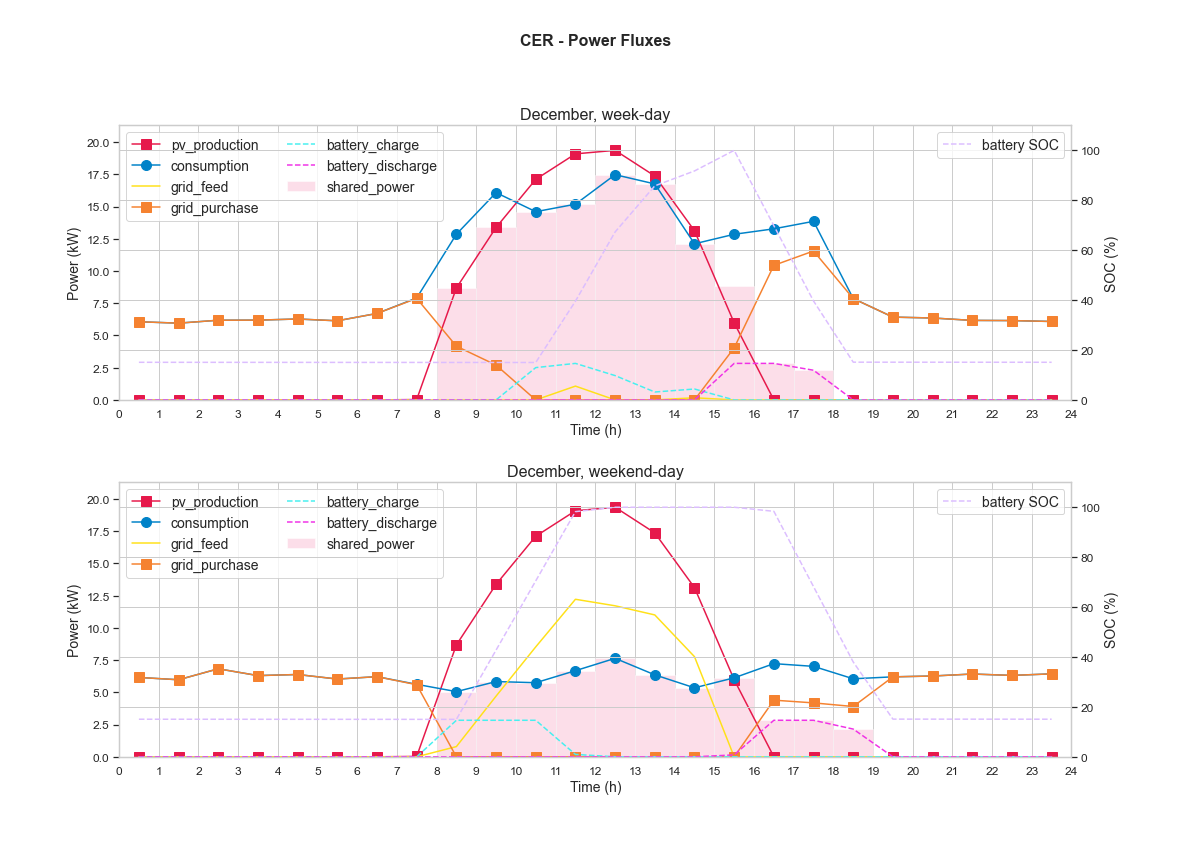 CER - Power Fluxes
December, week-day
pv_production
consumption
grid_feed
grid_purchase
battery_charge
battery_discharge
shared_power
battery SOC
Power (kW)
20.0
17.5
15.0
12.5
10.0
7.5
5.0
2.5
0.0
SOC (%)
100
80
60
40
20
0
0 1 2 3 4 5 6 7 8 9 10 11 12 13 14 15 16 17 18 19 20 21 22 23 24
Time (h)
December, weekend-day
pv_production
consumption
grid_feed
grid_purchase
battery_charge
battery_discharge
shared_power
battery SOC
Power (kW)
20.0
17.5
15.0
12.5
10.0
7.5
5.0
2.5
0.0
SOC (%)
100
80
60
40
20
0
0 1 2 3 4 5 6 7 8 9 10 11 12 13 14 15 16 17 18 19 20 21 22 23 24
Time (h)